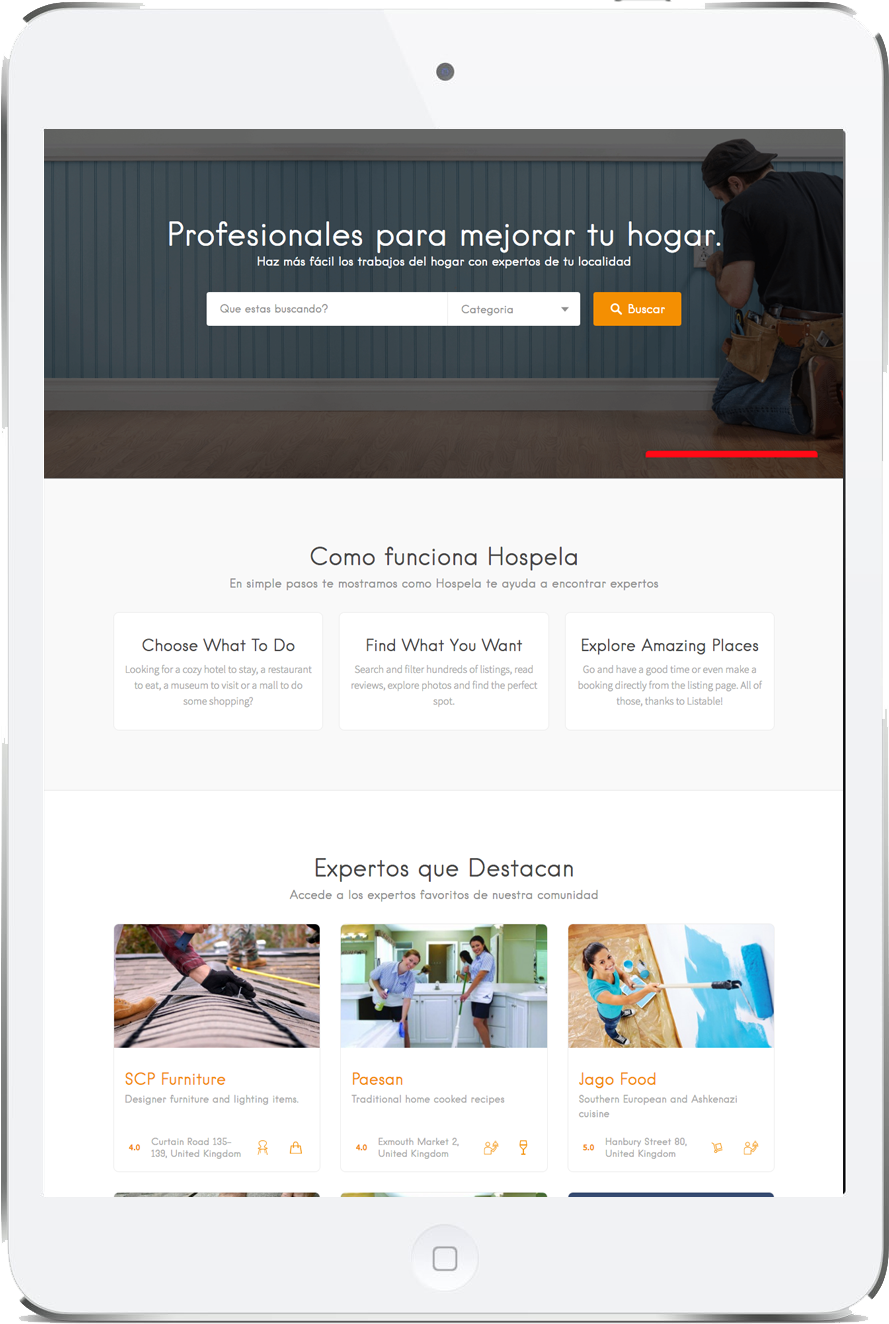 Profesionales para mejorar tu hogar.
Haz más fácil los trabajos del hogar con expertos de tu localidad
Que estas buscando?
Categoria
Buscar
Como funciona Hospela
En simple pasos te mostramos como Hospela te ayuda a encontrar expertos
Choose What To Do
Looking for a cozy hotel to stay, a restaurant
to eat, a museum to visit or a mall to do
some shopping?
Find What You Want
Search and filter hundreds of listings, read
reviews, explore photos and find the perfect
spot.
Explore Amazing Places
Go and have a good time or even make a
booking directly from the listing page. All of
those, thanks to Listable!
Expertos que Destacan
Accede a los expertos favoritos de nuestra comunidad
SCP Furniture
Designer furniture and lighting items.
4.0
Curtain Road 135-
139, United Kingdom
Paesan
Traditional home cooked recipes
4.0
Exmouth Market 2,
United Kingdom
Jago Food
Southern European and Ashkenazi
cuisine
5.0
Hanbury Street 80,
United Kingdom